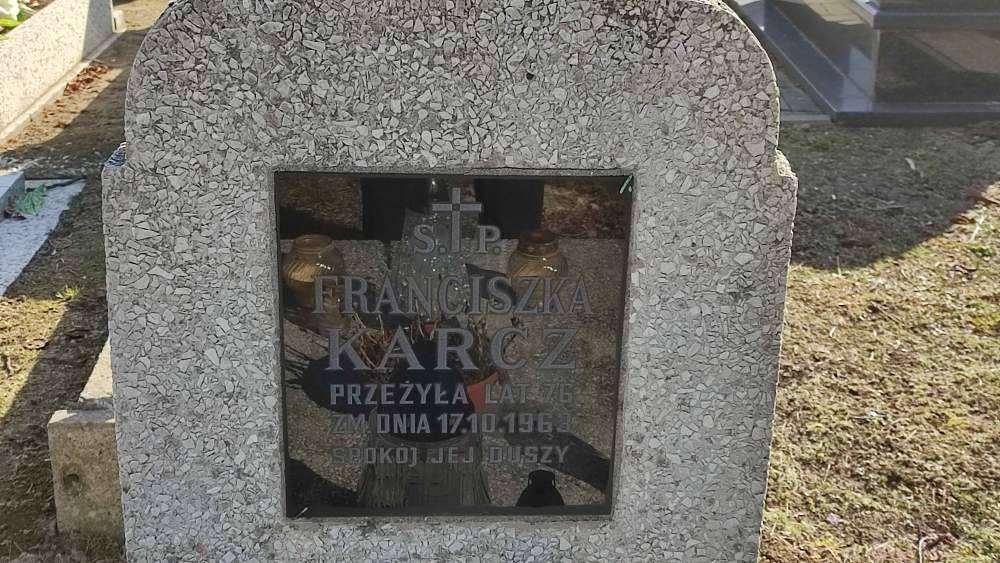 Ś.P.
FRANCISZKA
KARCZ
PRZEŻYŁA LAT 76
ZM DNIA 17.10.1963
SPOKÓJ JEJ DUSZY